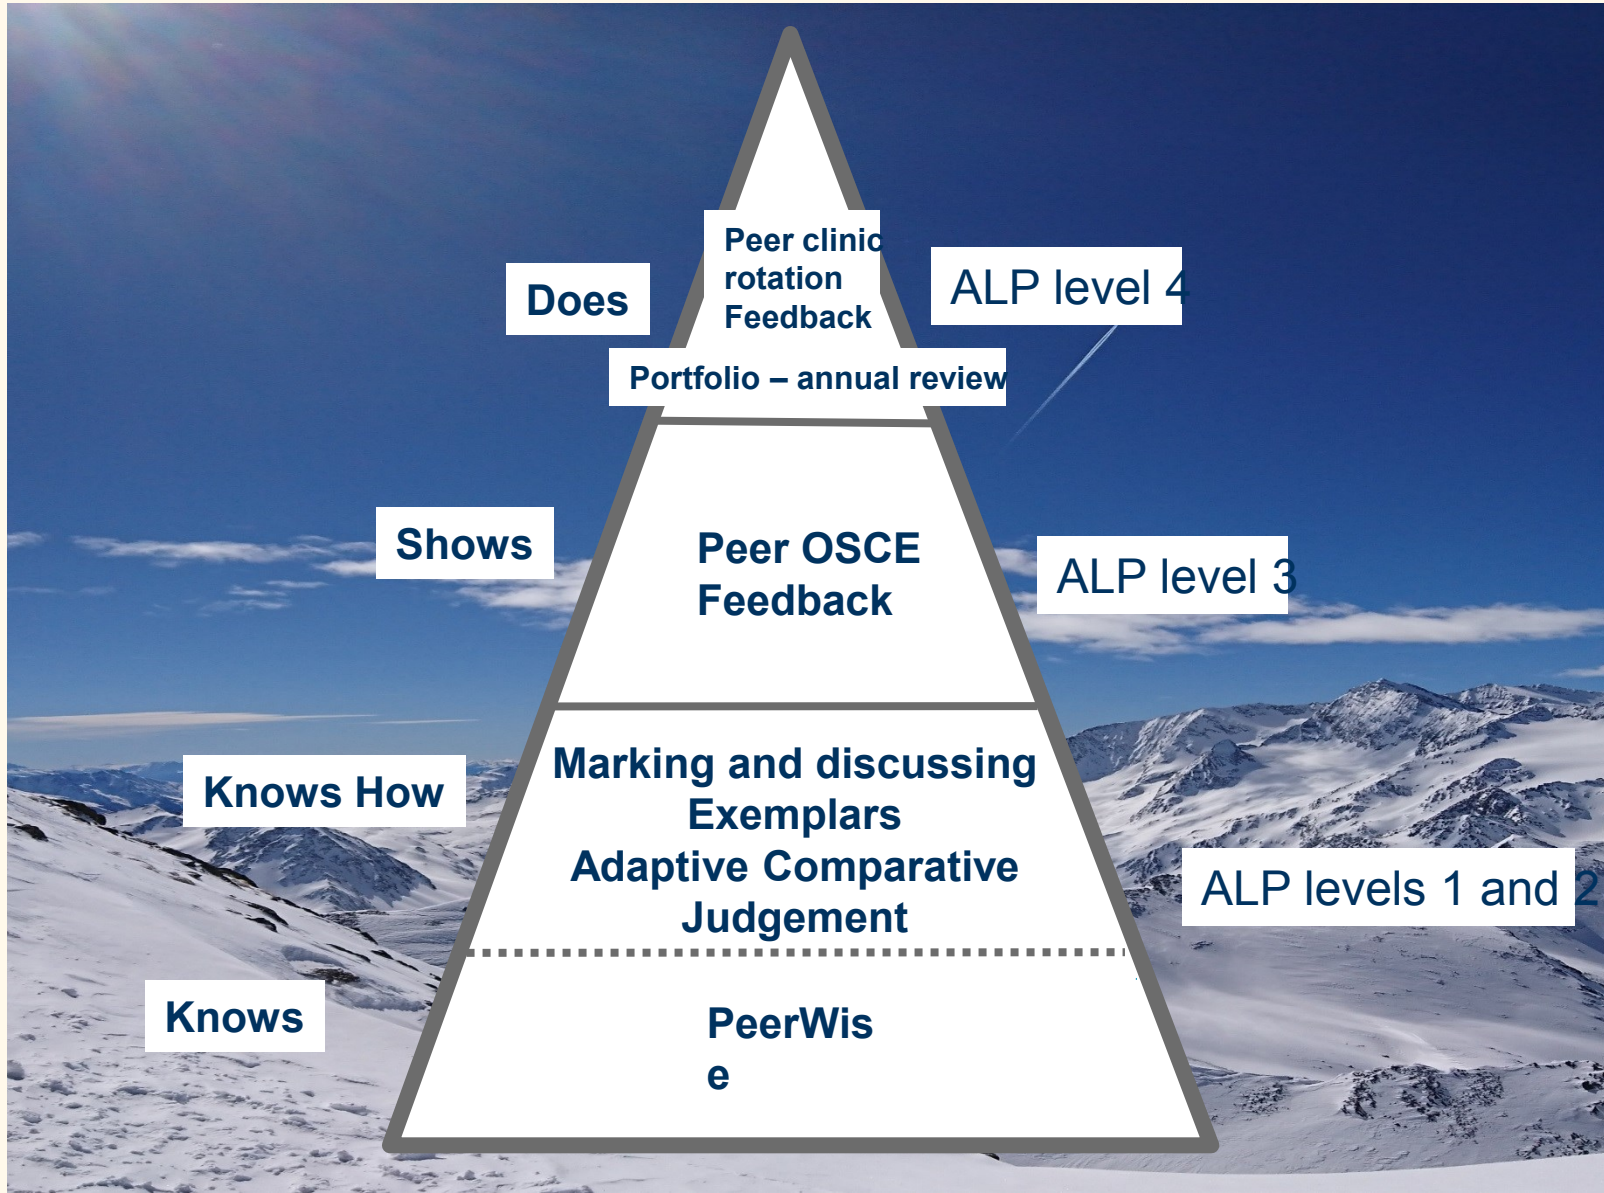 Peer clinic
rotation
Feedback
Does
ALP level 4
Portfolio – annual review
Shows
Peer OSCE
Feedback
ALP level 3
Knows How
Marking and discussing
Exemplars
Adaptive Comparative
Judgement
ALP levels 1 and 2
Knows
PeerWis
e